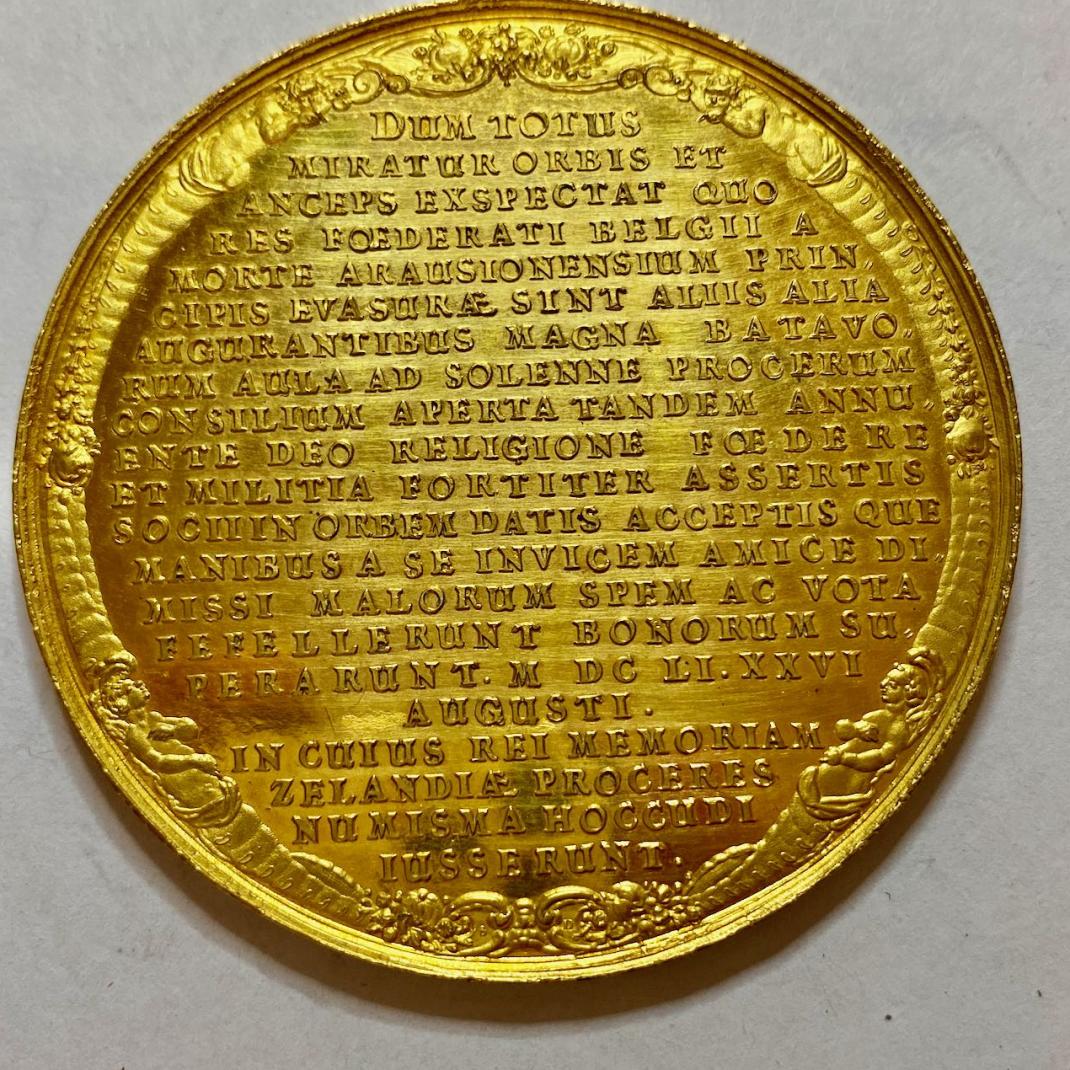 DUM TOTUS
MIRATUR ORBIS ET
ANCEPS EXSPECTAT QUO
RES FŒDERATI BELGII A
MORTE ARAUSIONENSIUM PRIN„
CIPIS EVASURÆ SINT ALIIS ALIA
AUGURANTIBUS MAGNA BATAVO„
RUM AULA AD SOLENNE PROCERUM
CONSILIUM APERTA TANDEM ANNU„
ENTE DEO RELIGIONE FŒDERE
ET MILITIA FORTITER ASSERTIS
SOCIIIN ORBEM DATIS ACCEPTIS QUE
MANIBUS A SE INVICEM AMICE DI„
MISSI MALORUM SPEM AC VOTA
FEFELLERUNT BONORUM SU„
PERARUNT. M DC LI. XXVI
AUGUSTI.
IN CUIUS REI MEMORIAM
ZELANDIÆ PROCERES
NUMISMA HOC CUDI
IUSSERUNT.